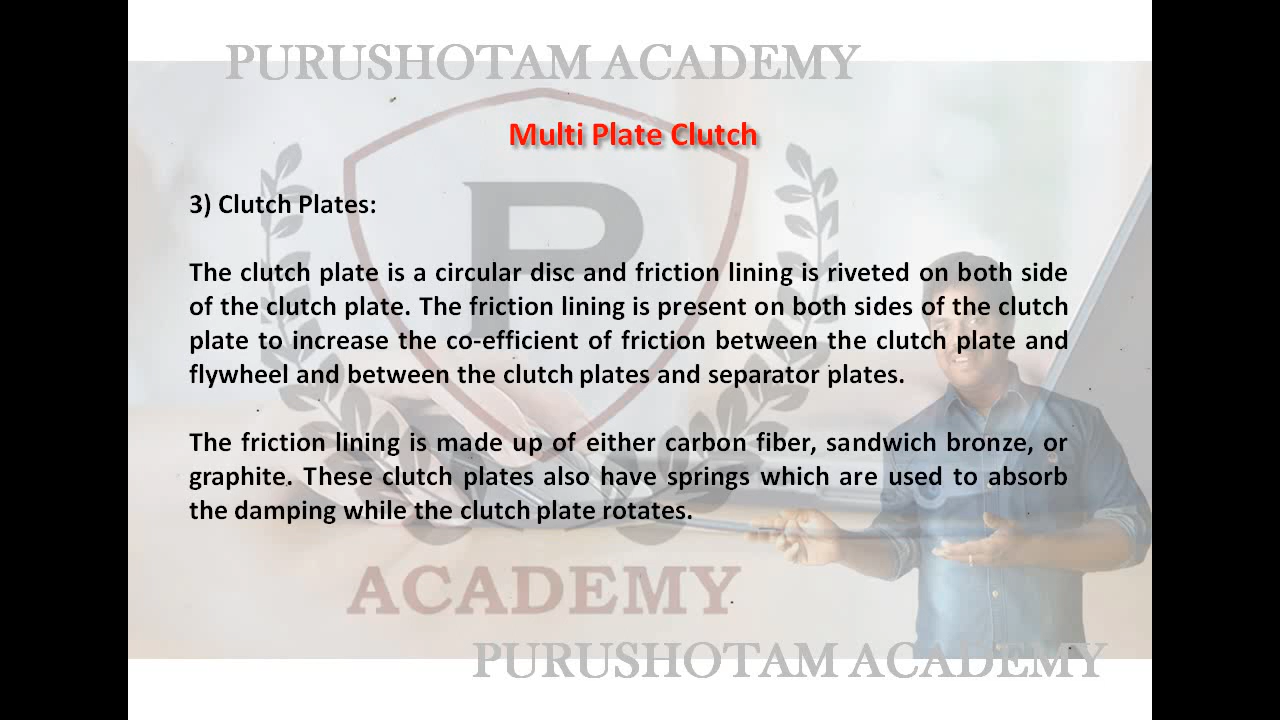 PURUSHOTAM ACADEMY
Multi Plate Clutch
3) Clutch Plates:
The clutch plate is a circular disc and friction lining is riveted on both side
of the clutch plate. The friction lining is present on both sides of the clutch
plate to increase the co-efficient of friction between the clutch plate and
flywheel and between the clutch plates and separator plates.
The friction lining is made up of either carbon fiber, sandwich bronze, or
graphite. These clutch plates also have springs which are used to absorb
the damping while the clutch plate rotates.
P
ACADEMY
PURUSHOTAM ACADEMY